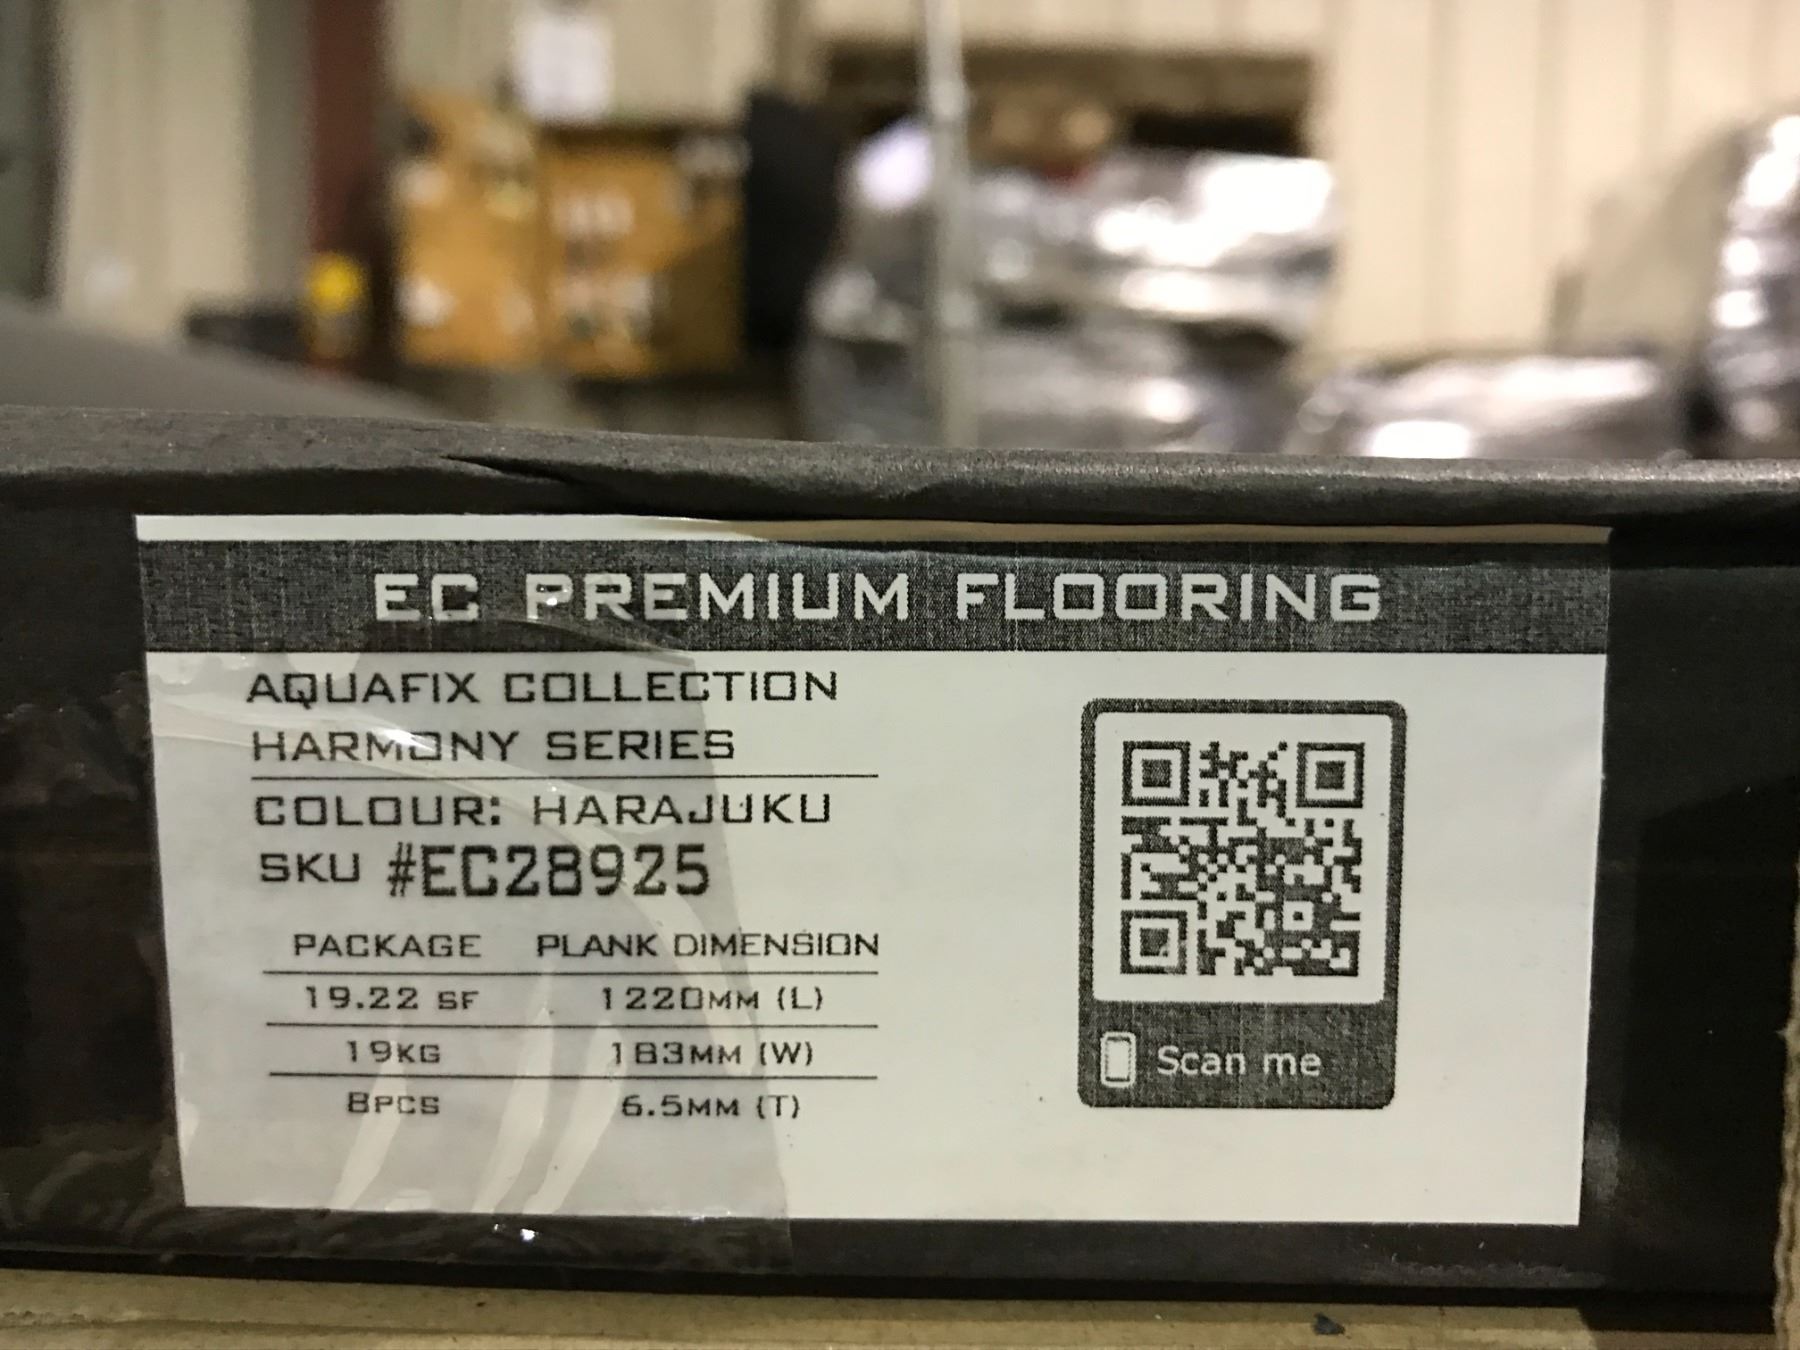 EC PREMIUM FLOORING
AQUAFIX COLLECTION
HARMONY SERIES
COLOUR: HARAJUKU
SKU #EC28925
PACKAGE PLANK DIMENSION
19.22 SF 1220MM (L)
19KG 183MM (W)
8PCS 6.5MM (T)
Scan me